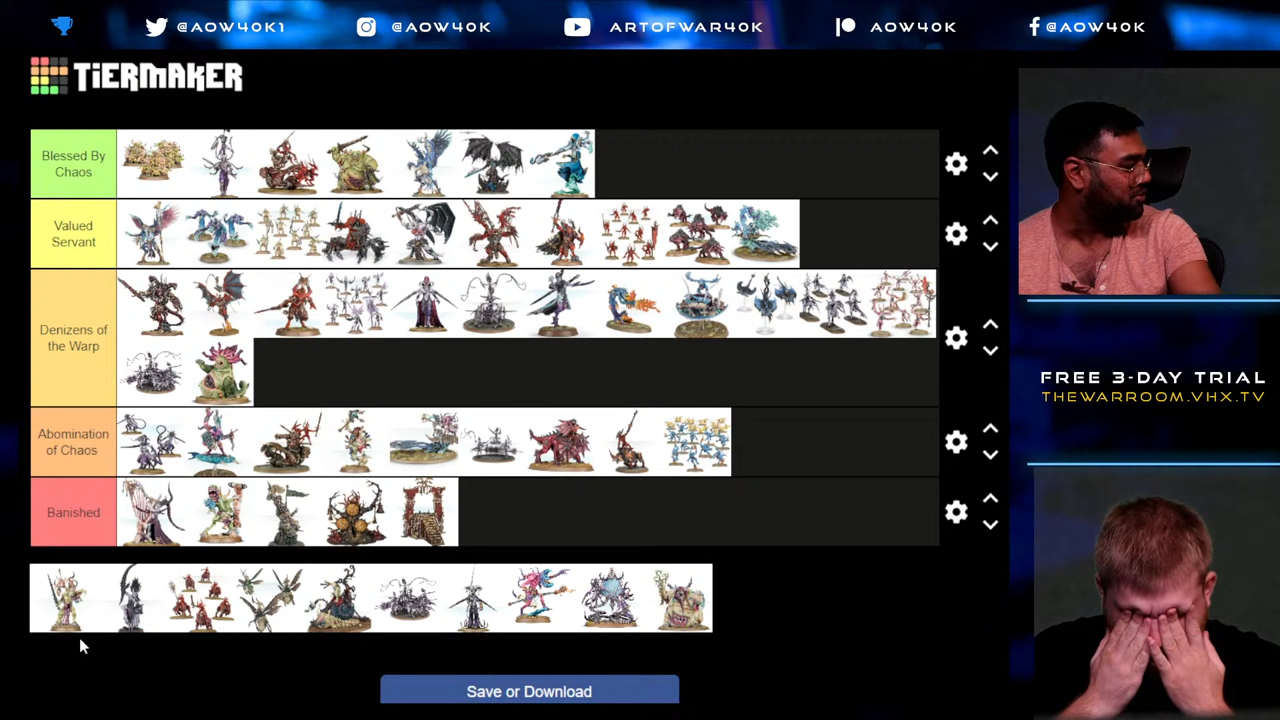 @AOW40K1
@AOW40K
ARTOFWAR40K
AOW40K
@AOW40K
TIERMAKER
Blessed By
Chaos
Valued
Servant
Denizens of
the Warp
Abomination
of Chaos
Banished
FREE 3-DAY TRIAL
THEWARROOM.VHX.TV
Save or Download